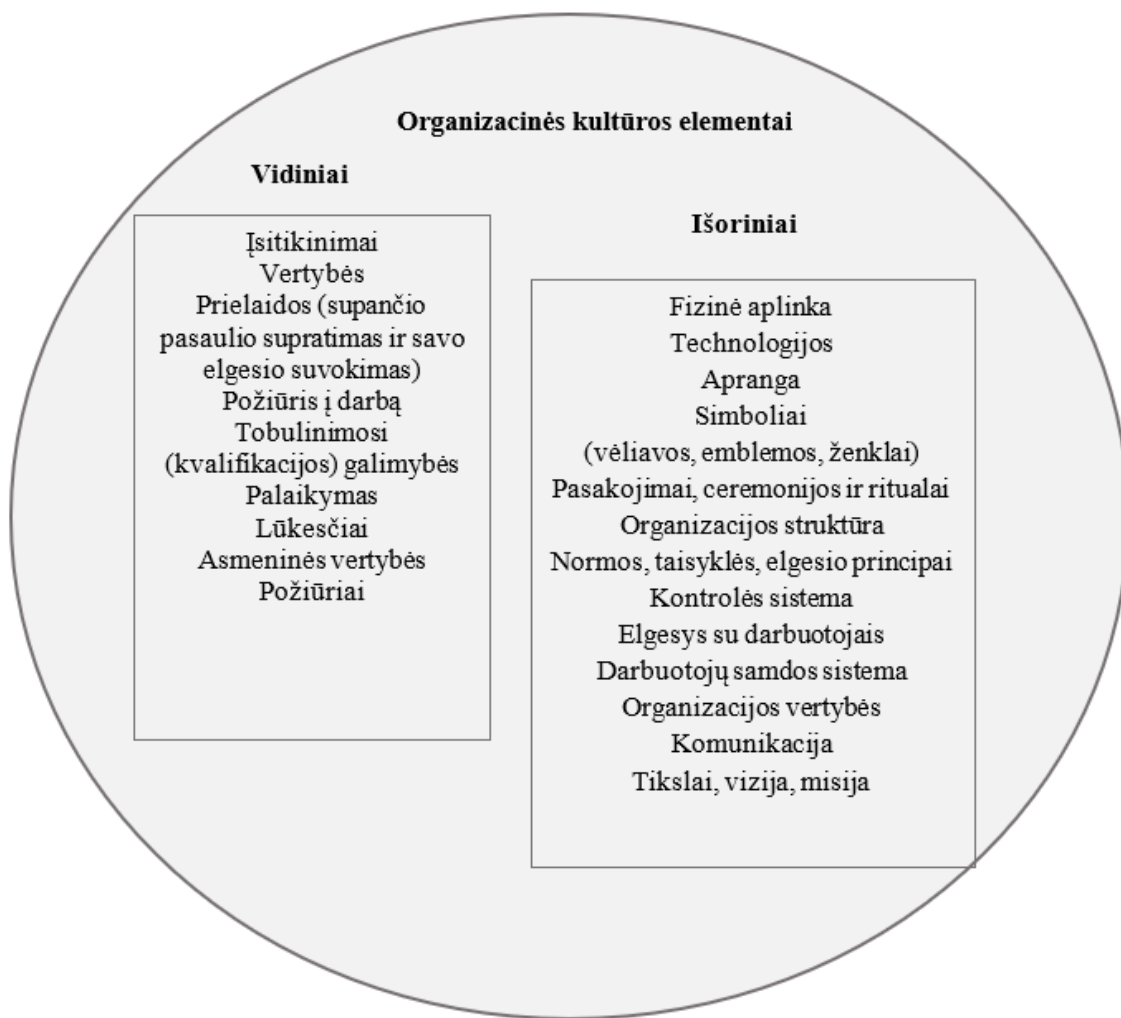 Organizacinės kultūros elementai
Vidiniai
Įsitikinimai
Vertybės
Prielaidos (supančio
pasaulio supratimas ir savo
elgesio suvokimas)
Požiūris į darbą
Tobulinimosi
(kvalifikacijos) galimybės
Palaikymas
Lūkesčiai
Asmeninės vertybės
Požiūriai
Išoriniai
Fizinė aplinka
Technologijos
Apranga
Simboliai
(vėliavos, emblemos, ženklai)
Pasakojimai, ceremonijos ir ritualai
Organizacijos struktūra
Normos, taisyklės, elgesio principai
Kontrolės sistema
Elgesys su darbuotojais
Darbuotojų samdos sistema
Organizacijos vertybės
Komunikacija
Tikslai, vizija, misija